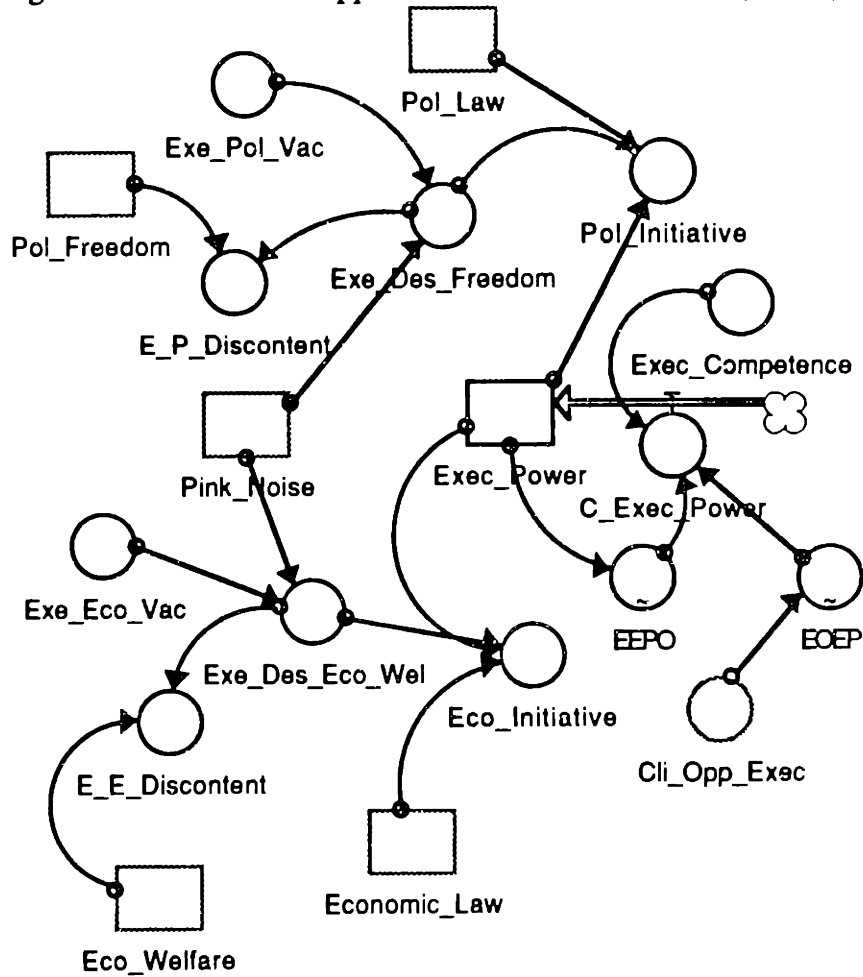 Pol_Law
Exe_Pol_Vac
Pol_Freedom
Pol_Initiative
Exe_Des_Freedom
E_P_Discontent
Exec_Competence
Pink_Noise
Exec_Power
C_Exec_Power
Exe_Eco_Vac
EEPO
EOEP
Exe_Des_Eco_Wel
Eco_Initiative
Cli_Opp_Exec
E_E_Discontent
Economic_Law
Eco_Welfare